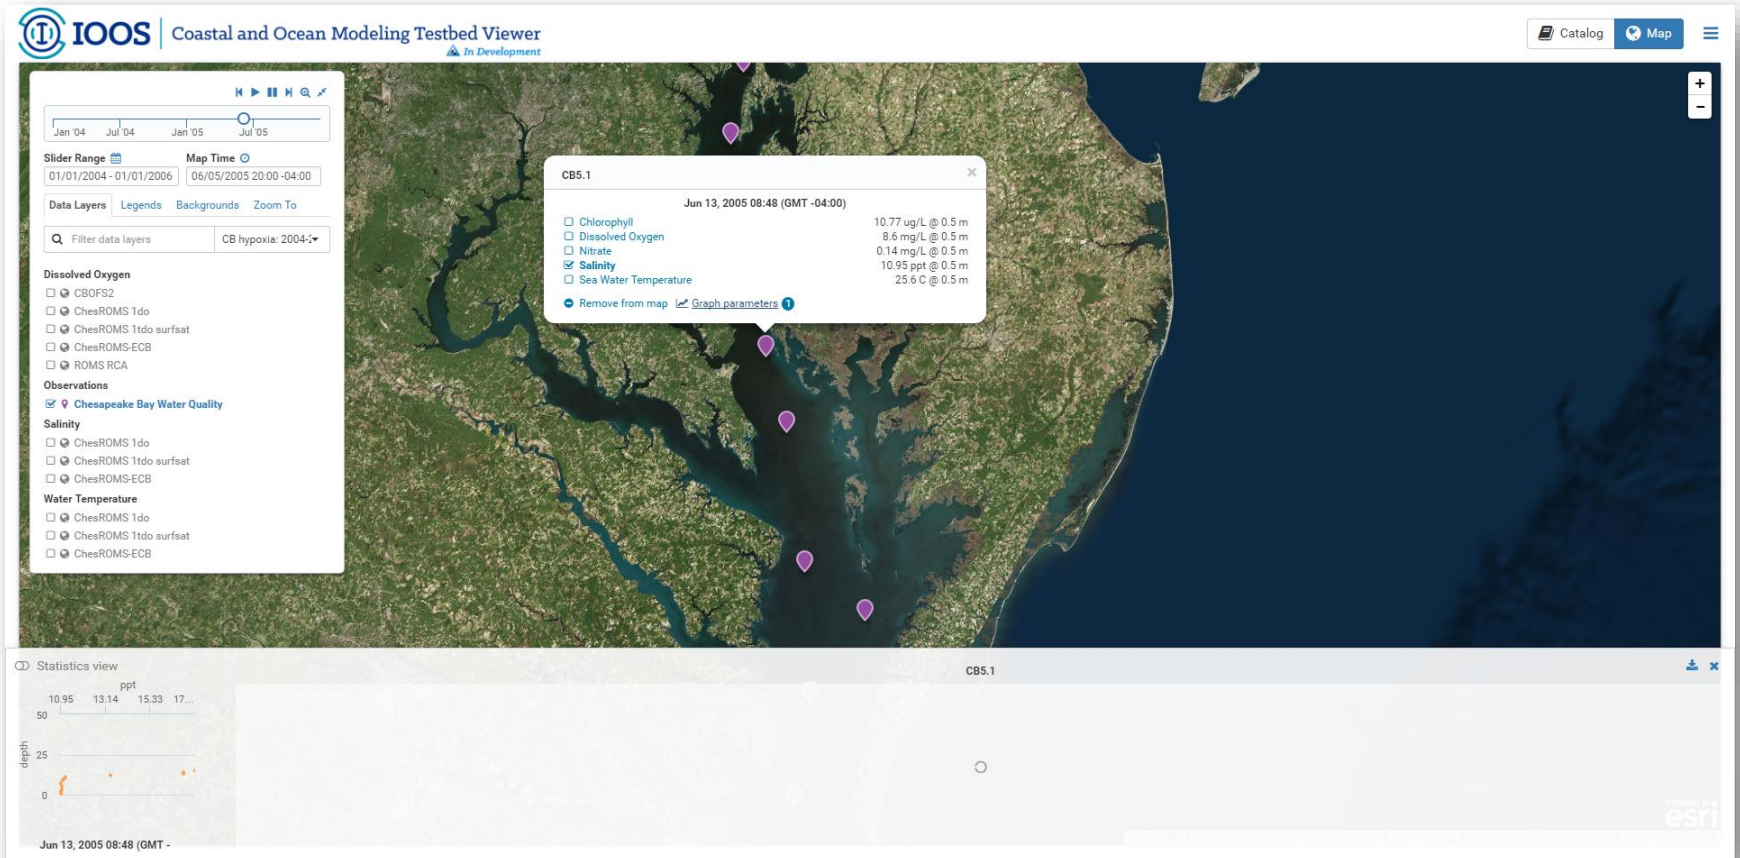 IOOS
Coastal and Ocean Modeling Testbed Viewer
In Development
Catalog
Map
+
−
Jan '04 Jul '04 Jan '05 Jul '05
Slider Range Map Time
01/01/2004 - 01/01/2006 06/05/2005 20:00 -04:00
Data Layers Legends Backgrounds Zoom To
Filter data layers
Dissolved Oxygen
CBOFS2
ChesROMS 1do
ChesROMS 1tdo surfsat
ChesROMS-ECB
ROMS RCA
Observations
Chesapeake Bay Water Quality
Salinity
ChesROMS 1do
ChesROMS 1tdo surfsat
ChesROMS-ECB
Water Temperature
ChesROMS 1do
ChesROMS 1tdo surfsat
ChesROMS-ECB
CB5.1 ×
Jun 13, 2005 08:48 (GMT -04:00)
Chlorophyll 10.77 ug/L @ 0.5 m
Dissolved Oxygen 8.6 mg/L @ 0.5 m
Nitrate 0.14 mg/L @ 0.5 m
Salinity 10.95 ppt @ 0.5 m
Sea Water Temperature 25.6 C @ 0.5 m
Remove from map Graph parameters 1
Statistics view
CB5.1
ppt
10.95 13.14 15.33 17...
50
depth
25
0
Jun 13, 2005 08:48 (GMT -
esri